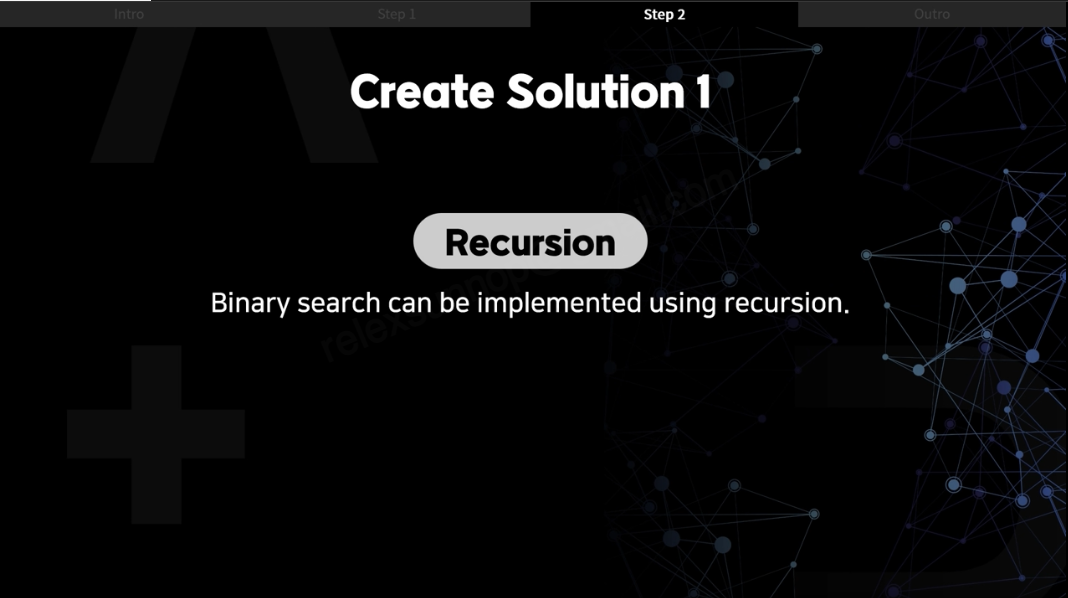 Intro
Step 1
Step 2
Outro
Create Solution 1
Recursion
Binary search can be implemented using recursion.